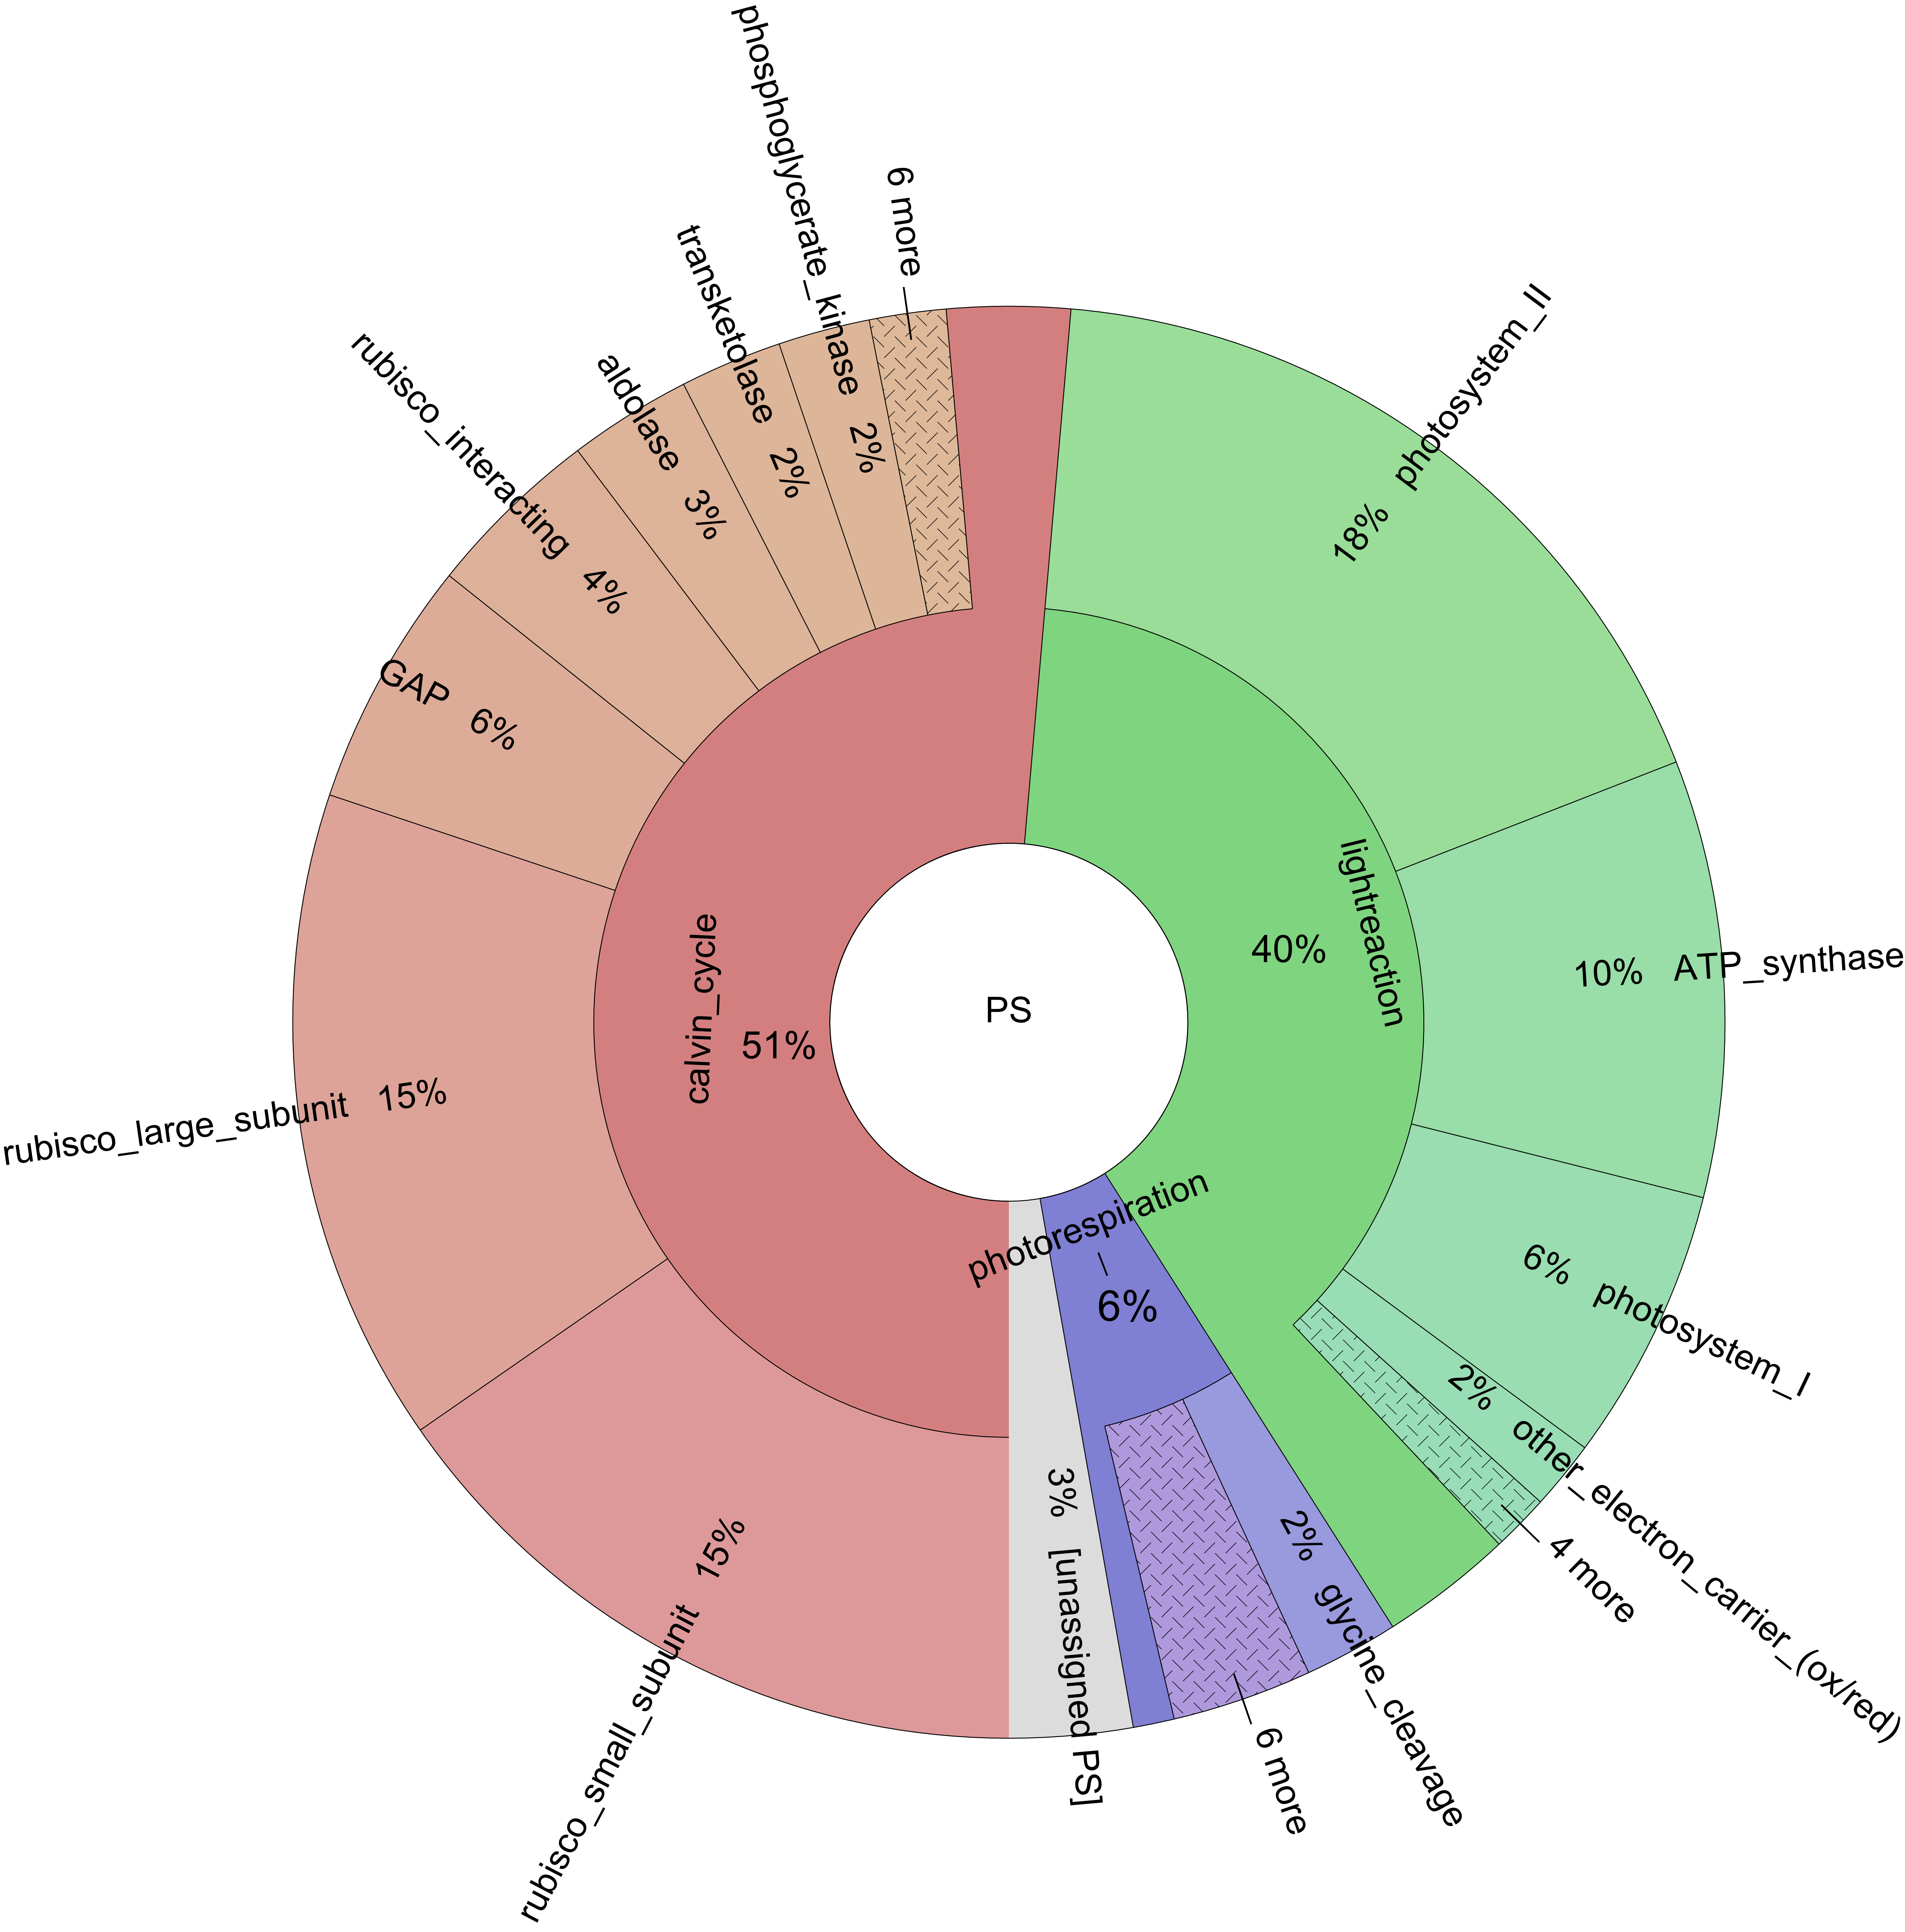 phosphoglycerate_kinase 2%
6 more
transketolase 2%
aldolase 3%
rubisco_interacting 4%
GAP 6%
rubisco_large_subunit 15%
rubisco_small_subunit 15%
calvin_cycle
51%
PS
40%
lightreaction
18% photosystem_II
10% ATP_synthase
6% photosystem_I
2% other_electron_carrier_(ox/red)
4 more
photorespiration
6%
2% glycine_cleavage
6 more
3% [unassigned PS]